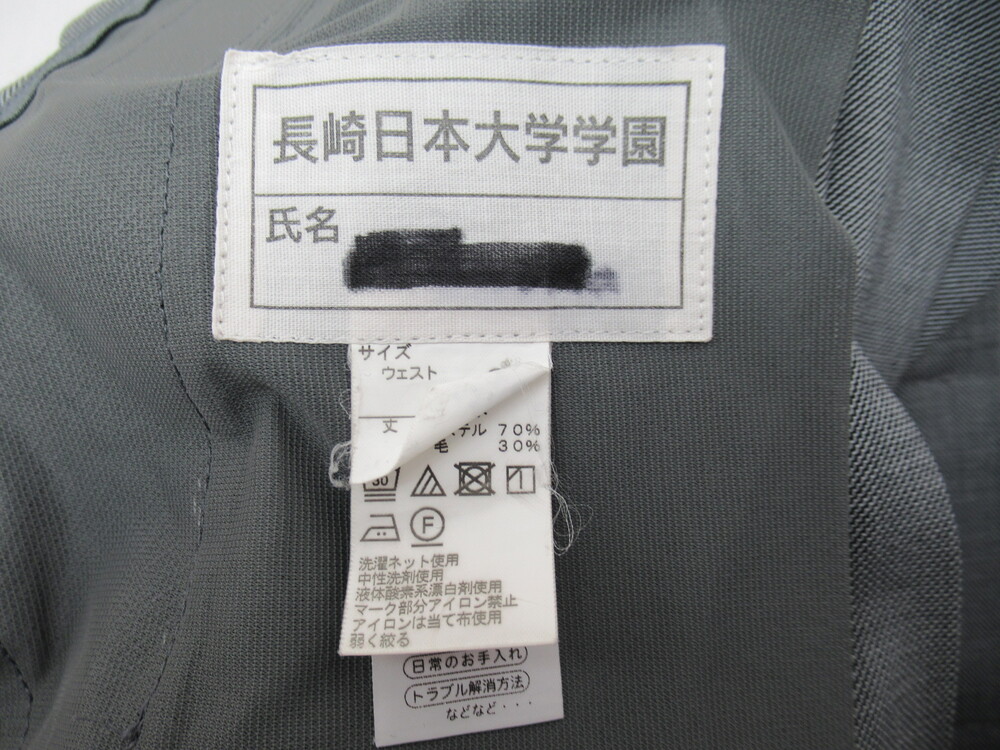 長崎日本大学学園
氏名
サイズ
ウェスト
丈
テル 70%
毛 30%
30
F
洗濯ネット使用
中性洗剤使用
液体酸素系漂白剤使用
マーク部分アイロン禁止
アイロンは当て布使用
弱く絞る
日常のお手入れ
トラブル解消方法
などなど・・・